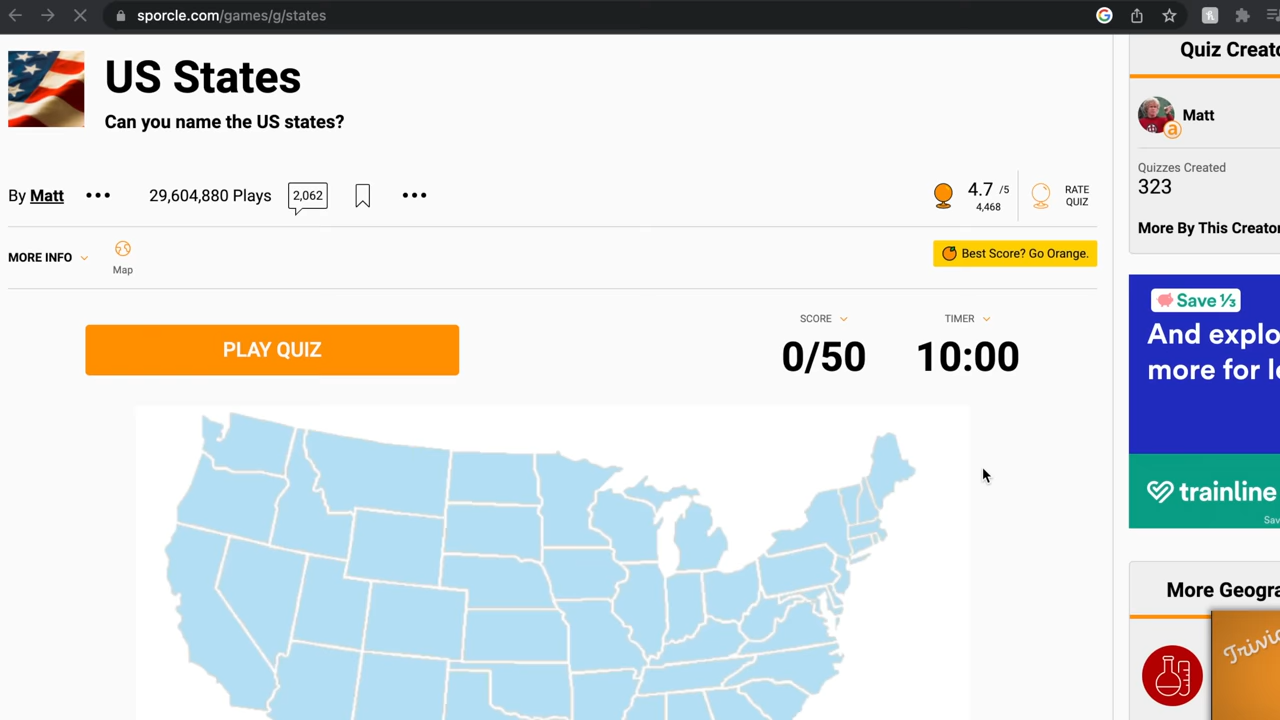 sporcle.com/games/g/states
US States
Can you name the US states?
By Matt
29,604,880 Plays
2,062
4.7 /5
4,468
RATE
QUIZ
MORE INFO
Map
Best Score? Go Orange.
PLAY QUIZ
SCORE
0/50
TIMER
10:00
Quiz Creato
Matt
a
Quizzes Created
323
More By This Creator
Save 1/3
And explo
more for l
trainline
Sav
More Geogra
Trivi